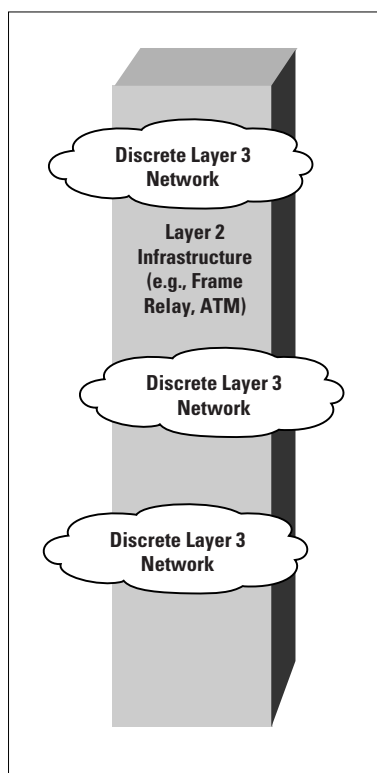 Discrete Layer 3
Network
Layer 2
Infrastructure
(e.g., Frame
Relay, ATM)
Discrete Layer 3
Network
Discrete Layer 3
Network